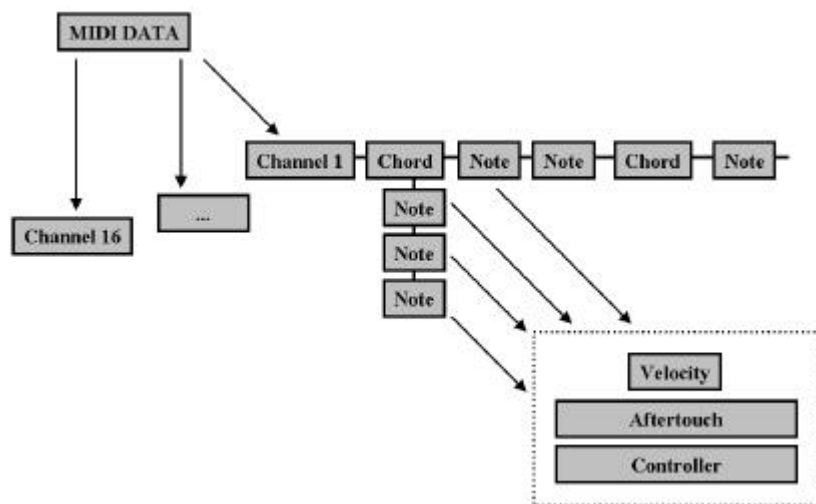 MIDI DATA
Channel 1
Chord
Note
Note
Chord
Note
Note
Note
Note
...
Channel 16
Velocity
Aftertouch
Controller